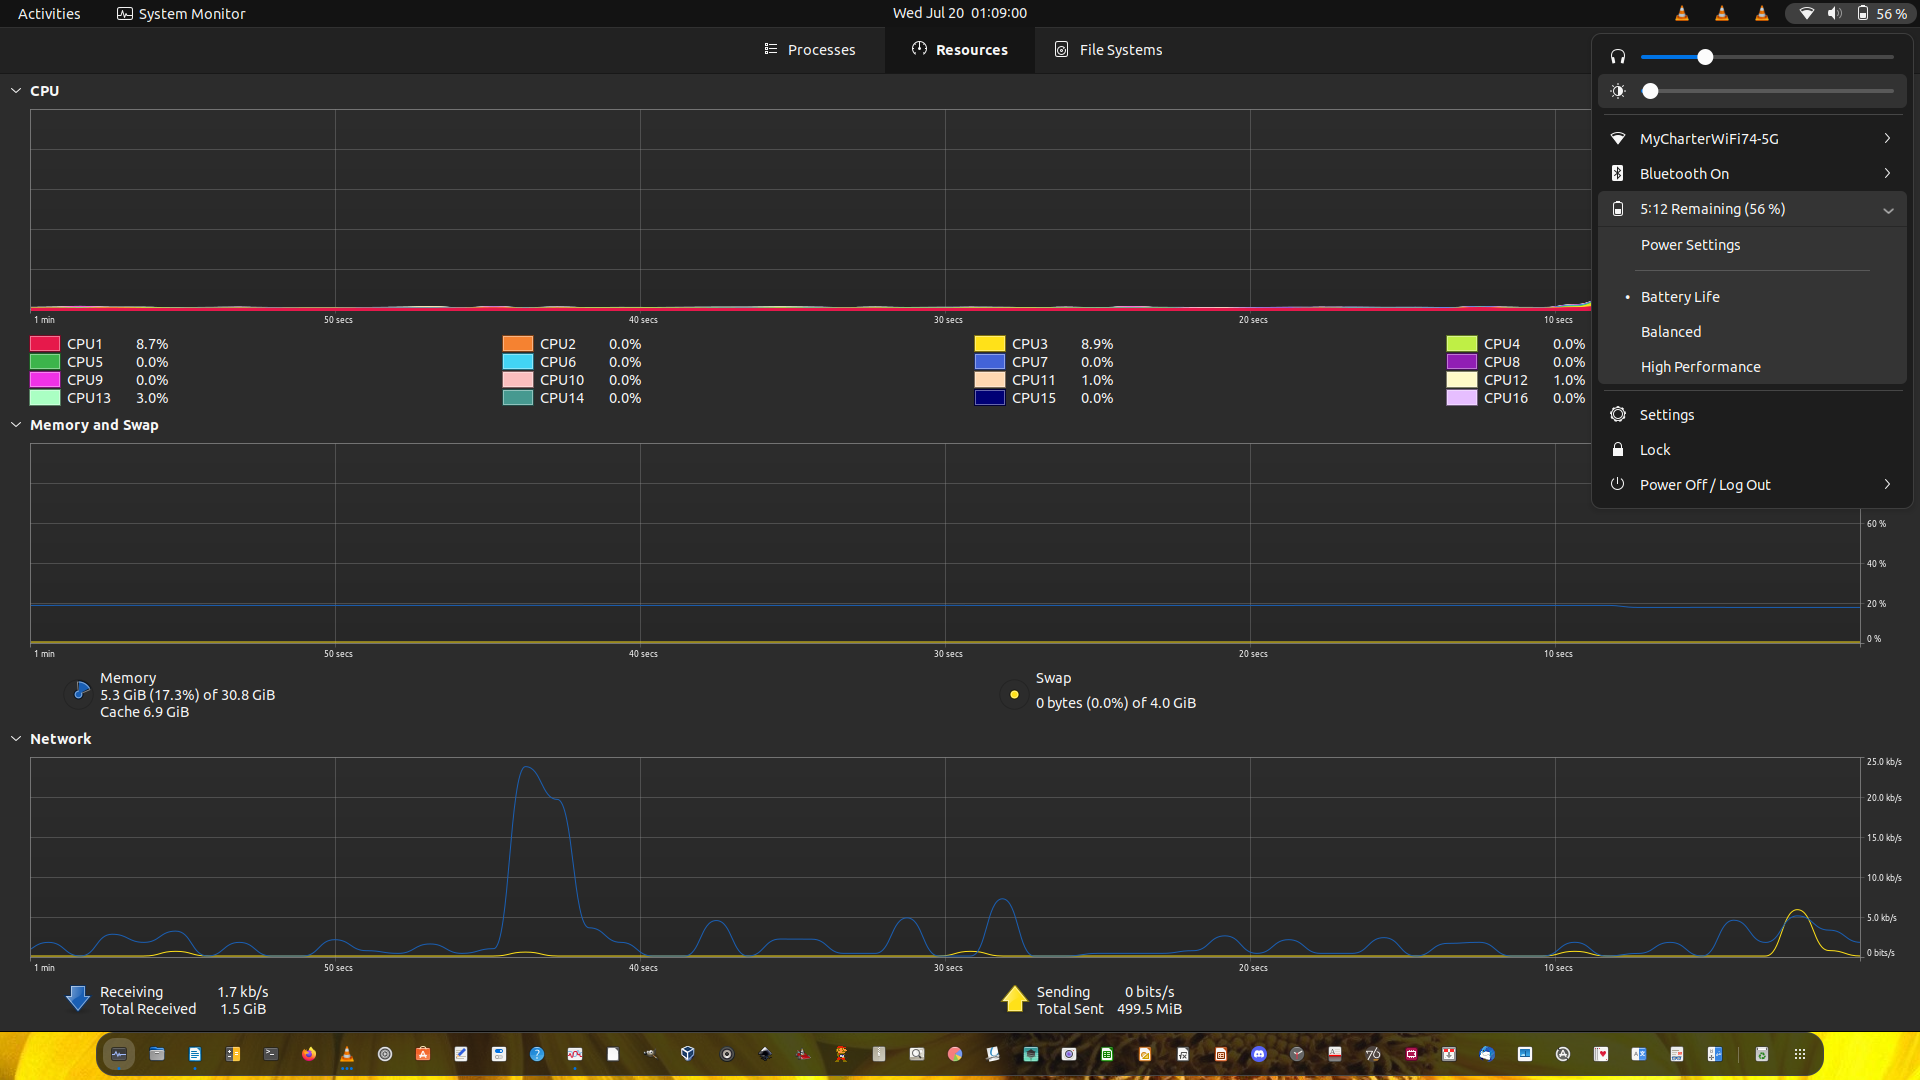 Activities
System Monitor
Wed Jul 20 01:09:00
56 %
Processes
Resources
File Systems
CPU
1 min
50 secs
40 secs
30 secs
20 secs
10 secs
CPU1 8.7%
CPU2 0.0%
CPU3 8.9%
CPU4 0.0%
CPU5 0.0%
CPU6 0.0%
CPU7 0.0%
CPU8 0.0%
CPU9 0.0%
CPU10 0.0%
CPU11 1.0%
CPU12 1.0%
CPU13 3.0%
CPU14 0.0%
CPU15 0.0%
CPU16 0.0%
MyCharterWiFi74-5G
Bluetooth On
5:12 Remaining (56 %)
Power Settings
• Battery Life
Balanced
High Performance
Settings
Lock
Power Off / Log Out
Memory and Swap
60 %
40 %
20 %
0 %
1 min
50 secs
40 secs
30 secs
20 secs
10 secs
Memory
5.3 GiB (17.3%) of 30.8 GiB
Cache 6.9 GiB
Swap
0 bytes (0.0%) of 4.0 GiB
Network
25.0 kb/s
20.0 kb/s
15.0 kb/s
10.0 kb/s
5.0 kb/s
0 bits/s
1 min
50 secs
40 secs
30 secs
20 secs
10 secs
Receiving 1.7 kb/s
Total Received 1.5 GiB
Sending 0 bits/s
Total Sent 499.5 MiB